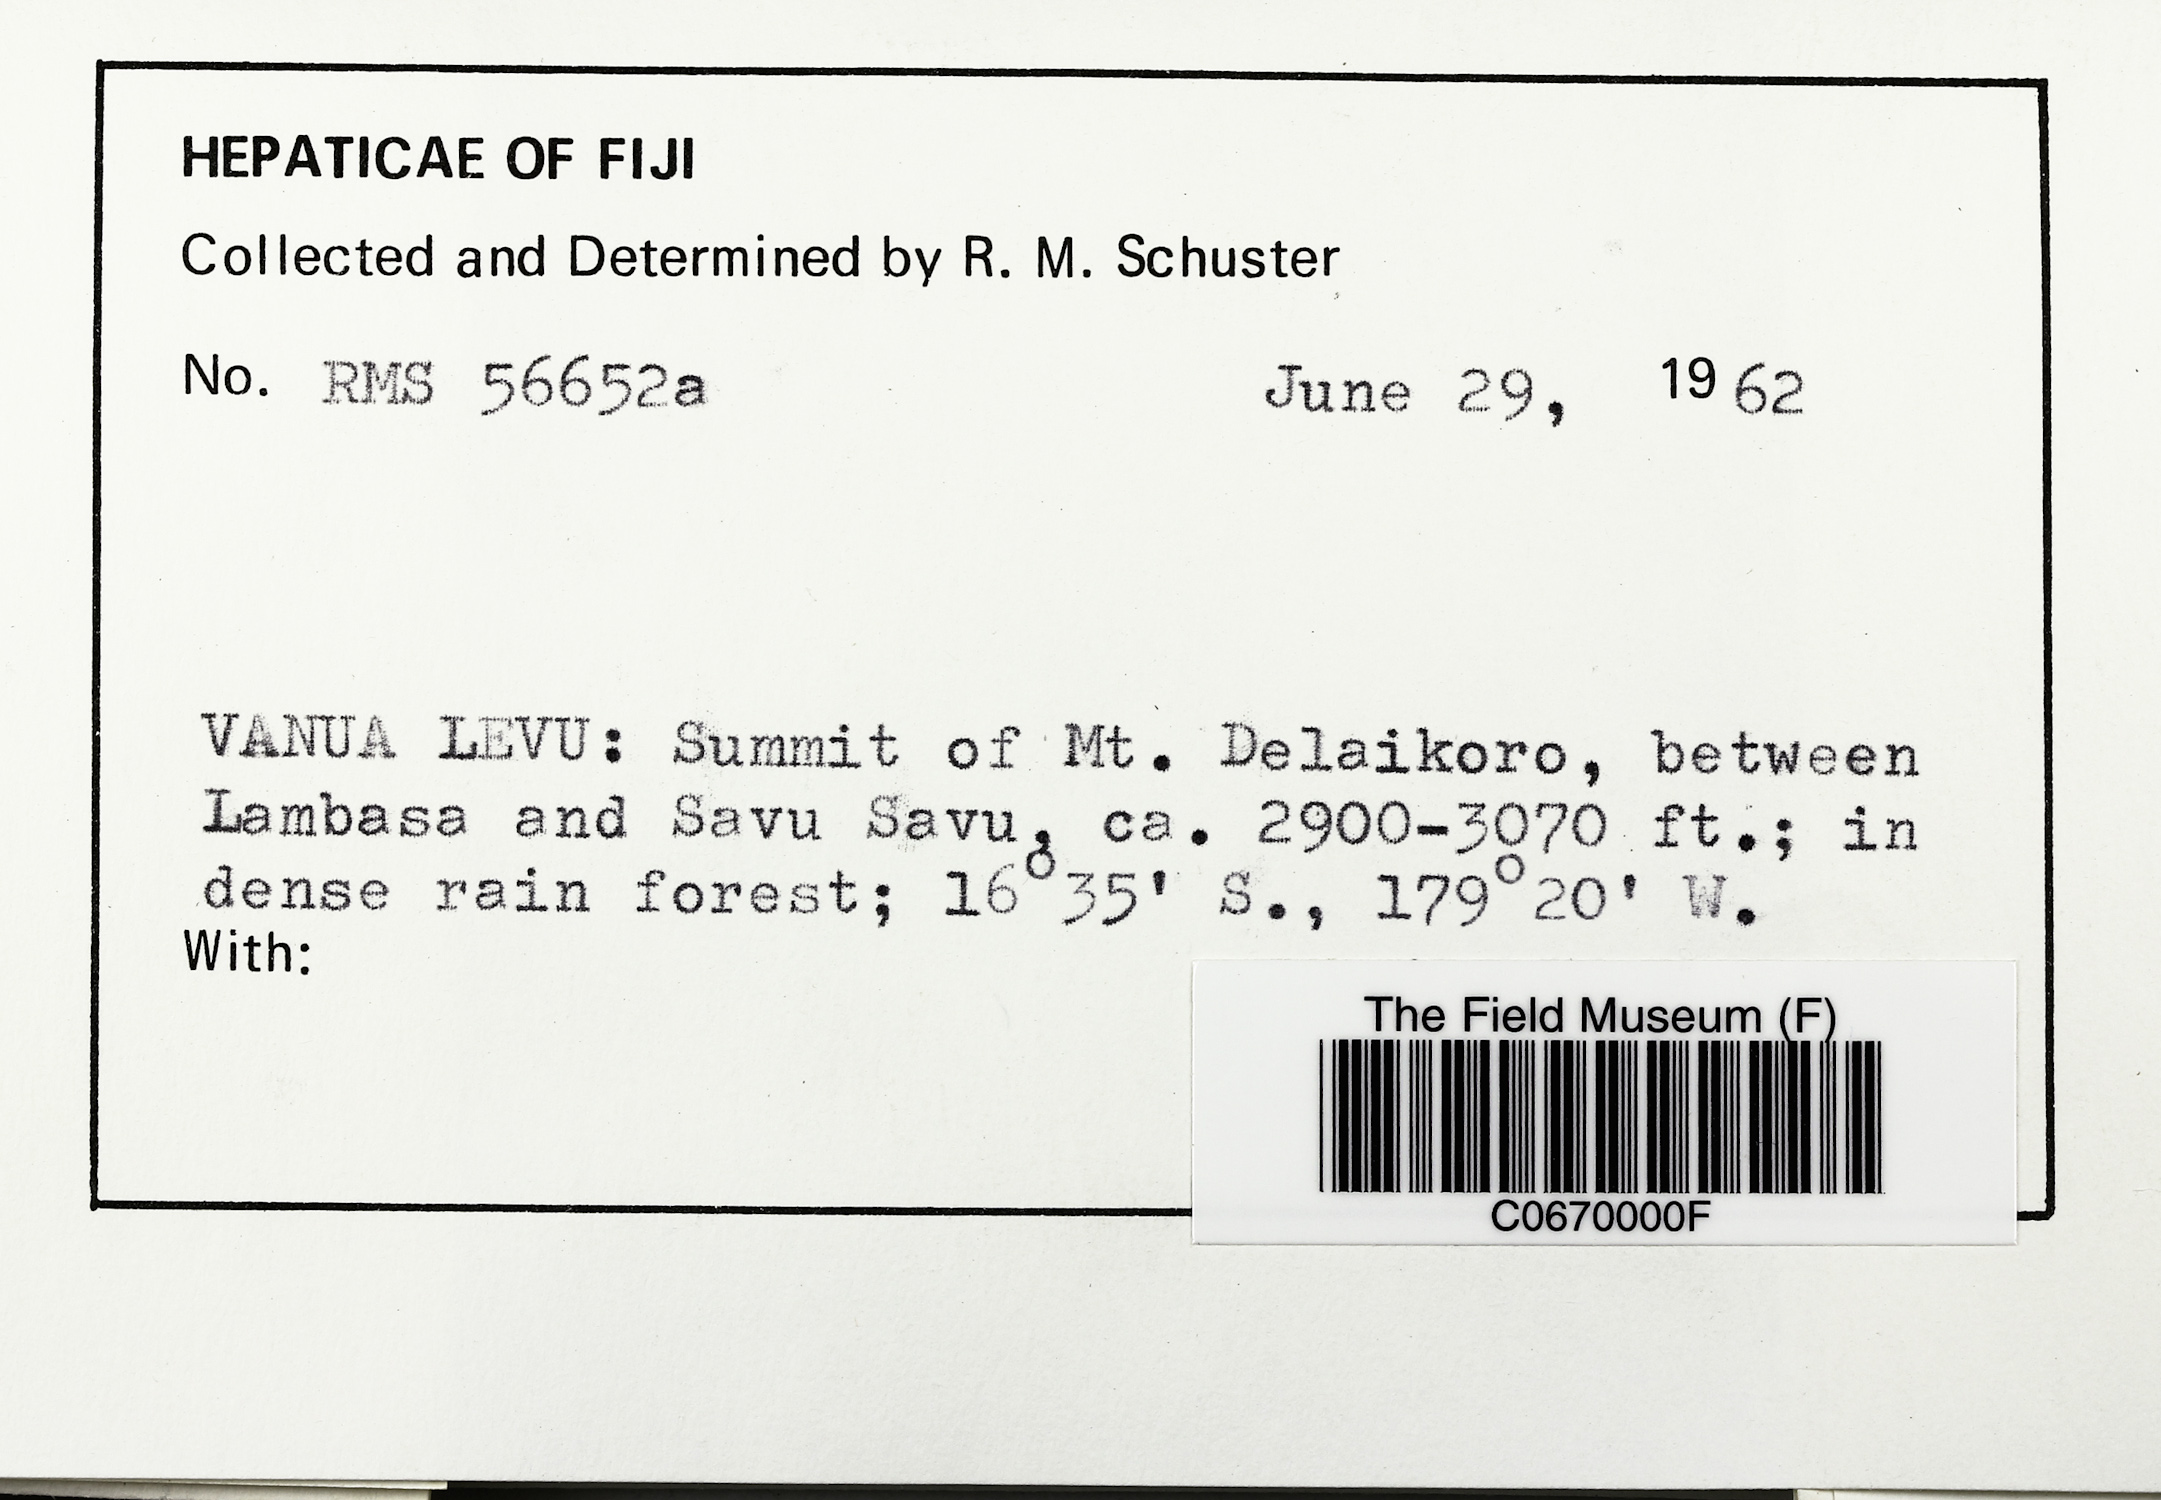 HEPATICAE OF FIJI
Collected and Determined by R. M. Schuster
No. RMS 56652a June 29, 1962
VANUA LEVU: Summit of Mt. Delaikoro, between
Lambasa and Savu Savu, ca. 2900-3070 ft.; in
dense rain forest; 16°35' S., 179°20' W.
With:
The Field Museum (F)
C0670000F